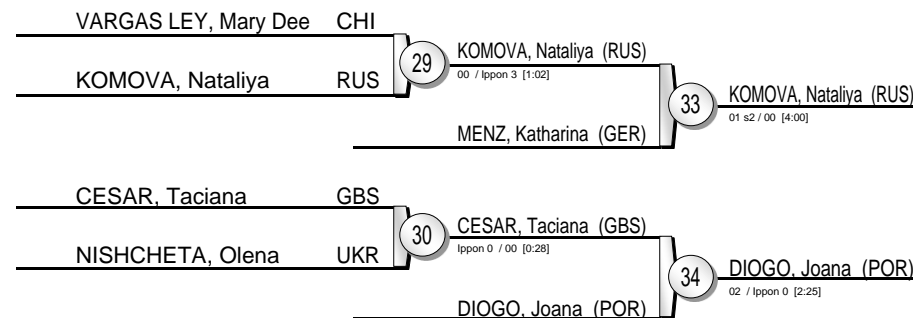 VARGAS LEY, Mary Dee CHI
29
KOMOVA, Nataliya (RUS)
00 / Ippon 3 [1:02]
KOMOVA, Nataliya RUS
33
KOMOVA, Nataliya (RUS)
01 s2 / 00 [4:00]
MENZ, Katharina (GER)
CESAR, Taciana GBS
30
CESAR, Taciana (GBS)
Ippon 0 / 00 [0:28]
NISHCHETA, Olena UKR
34
DIOGO, Joana (POR)
02 / Ippon 0 [2:25]
DIOGO, Joana (POR)